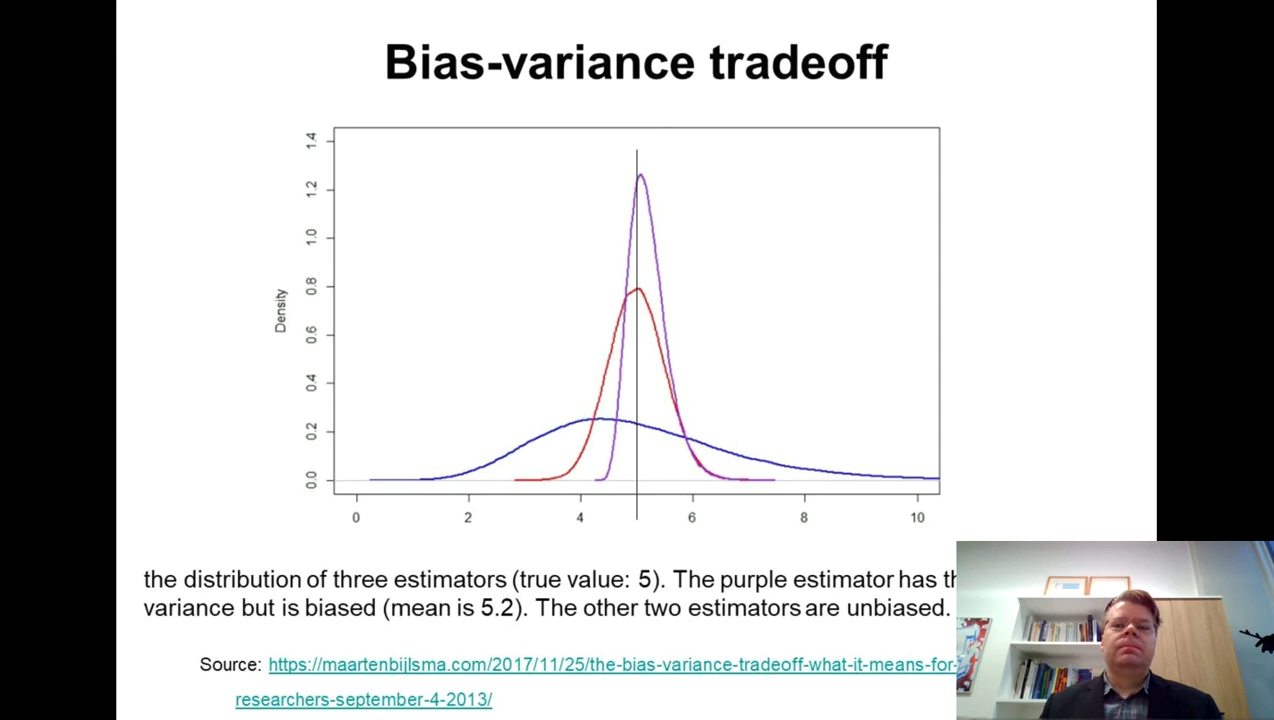 Bias-variance tradeoff
1.4
1.2
1.0
0.8
0.6
0.4
0.2
0.0
Density
0 2 4 6 8 10
the distribution of three estimators (true value: 5). The purple estimator has
variance but is biased (mean is 5.2). The other two estimators are unbiased.
Source: https://maartenbijlsma.com/2017/11/25/the-bias-variance-tradeoff-what-it-means-for-
researchers-september-4-2013/